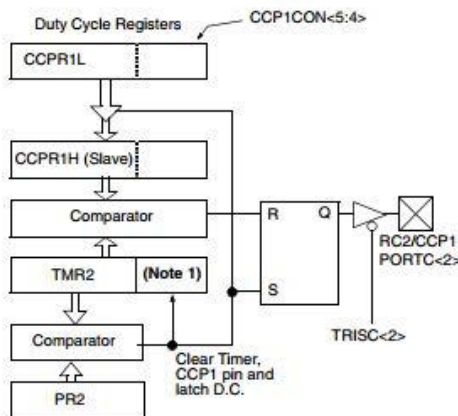 Duty Cycle Registers
CCP1CON<5:4>
CCPR1L
CCPR1H (Slave)
Comparator
R
Q
RC2/CCP1
PORTC<2>
TMR2
(Note 1)
S
TRISC<2>
Comparator
Clear Timer,
CCP1 pin and
latch D.C.
PR2